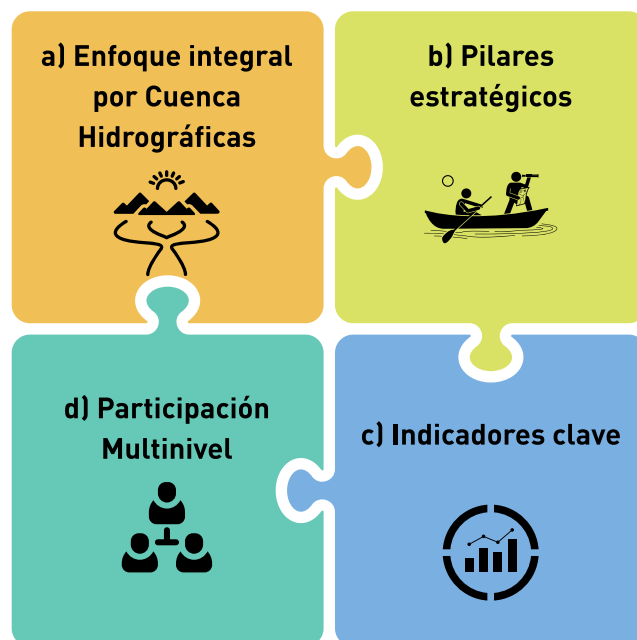 a) Enfoque integral
por Cuenca
Hidrográficas
b) Pilares
estratégicos
d) Participación
Multinivel
c) Indicadores clave